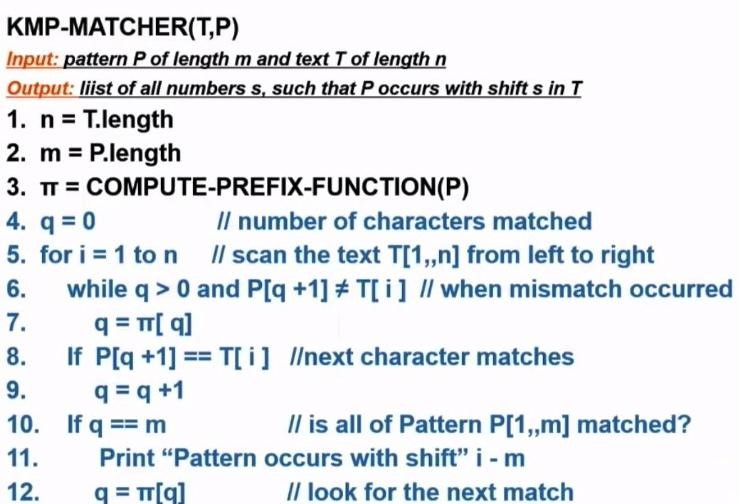 KMP-MATCHER(T,P)
Input: pattern P of length m and text T of length n
Output: liist of all numbers s, such that P occurs with shift s in T
1. n = T.length
2. m = P.length
3. π = COMPUTE-PREFIX-FUNCTION(P)
4. q = 0 // number of characters matched
5. for i = 1 to n // scan the text T[1,,n] from left to right
6. while q > 0 and P[q +1] ≠ T[ i ] // when mismatch occurred
7. q = π[ q]
8. If P[q +1] == T[ i ] //next character matches
9. q = q +1
10. If q == m // is all of Pattern P[1,,m] matched?
11. Print “Pattern occurs with shift” i - m
12. q = π[q] // look for the next match